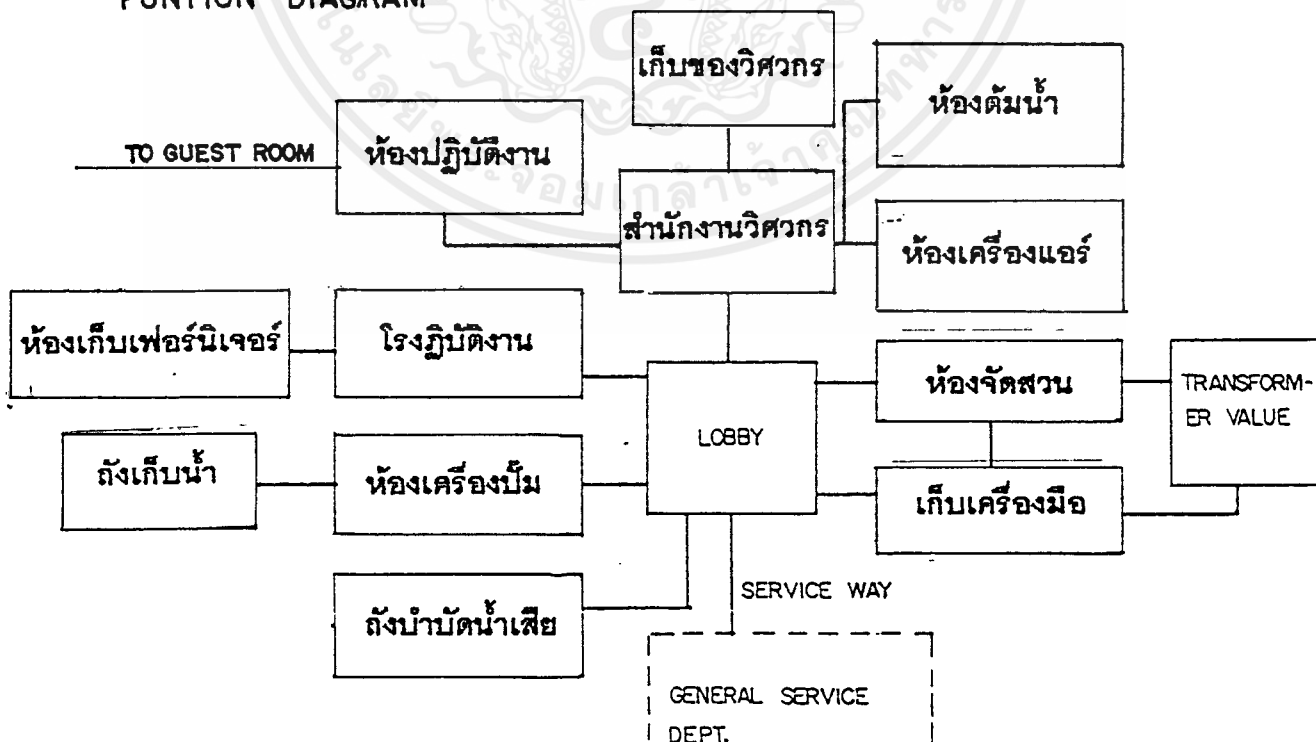 FUNTION DIAGRAM
เก็บของวิศวกร
ห้องต้มน้ำ
TO GUEST ROOM
ห้องปฏิบัติงาน
สำนักงานวิศวกร
ห้องเครื่องแอร์
ห้องเก็บเฟอร์นิเจอร์
โรงฏิบัติงาน
ห้องจัดสวน
TRANSFORM-
ER VALUE
LOBBY
ถังเก็บน้ำ
ห้องเครื่องปั๊ม
เก็บเครื่องมือ
SERVICE WAY
ถังบำบัดน้ำเสีย
GENERAL SERVICE
DEPT.